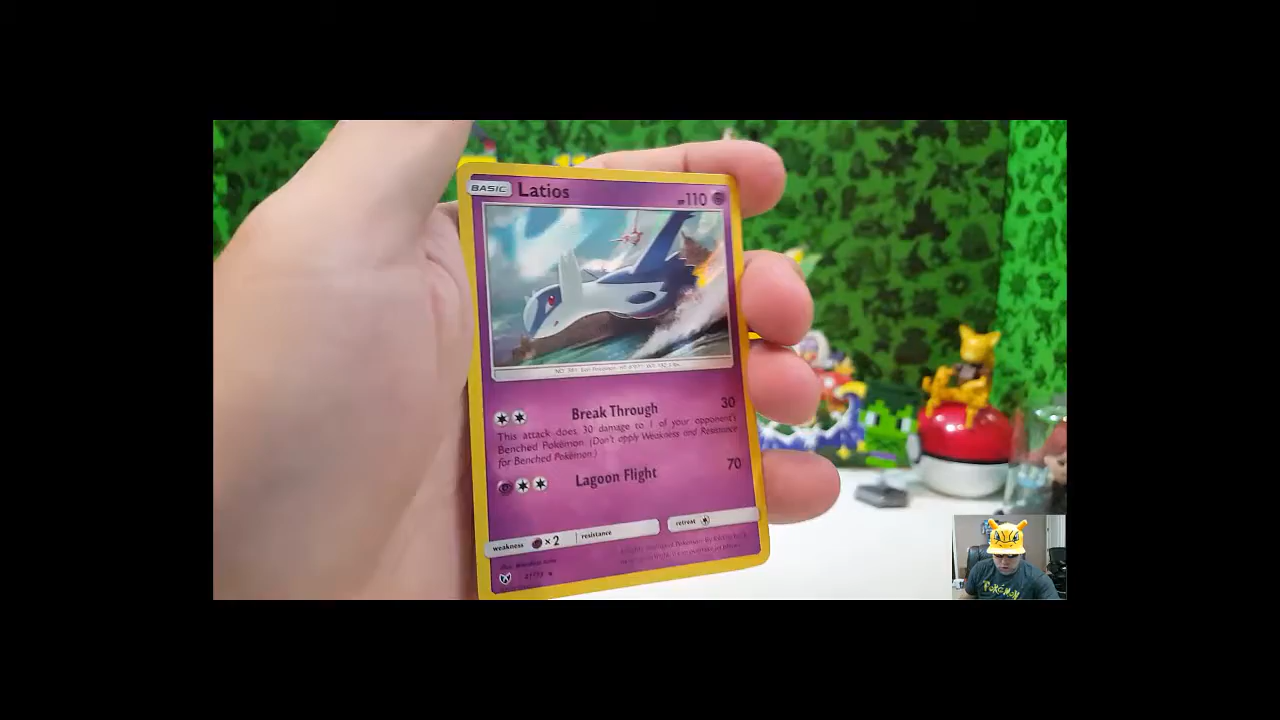 BASIC Latios HP110
Break Through 30
This attack does 30 damage to 1 of your opponent's
Benched Pokémon. (Don't apply Weakness and Resistance
for Benched Pokémon.)
Lagoon Flight 70
weakness ×2 resistance retreat
POKÉMON